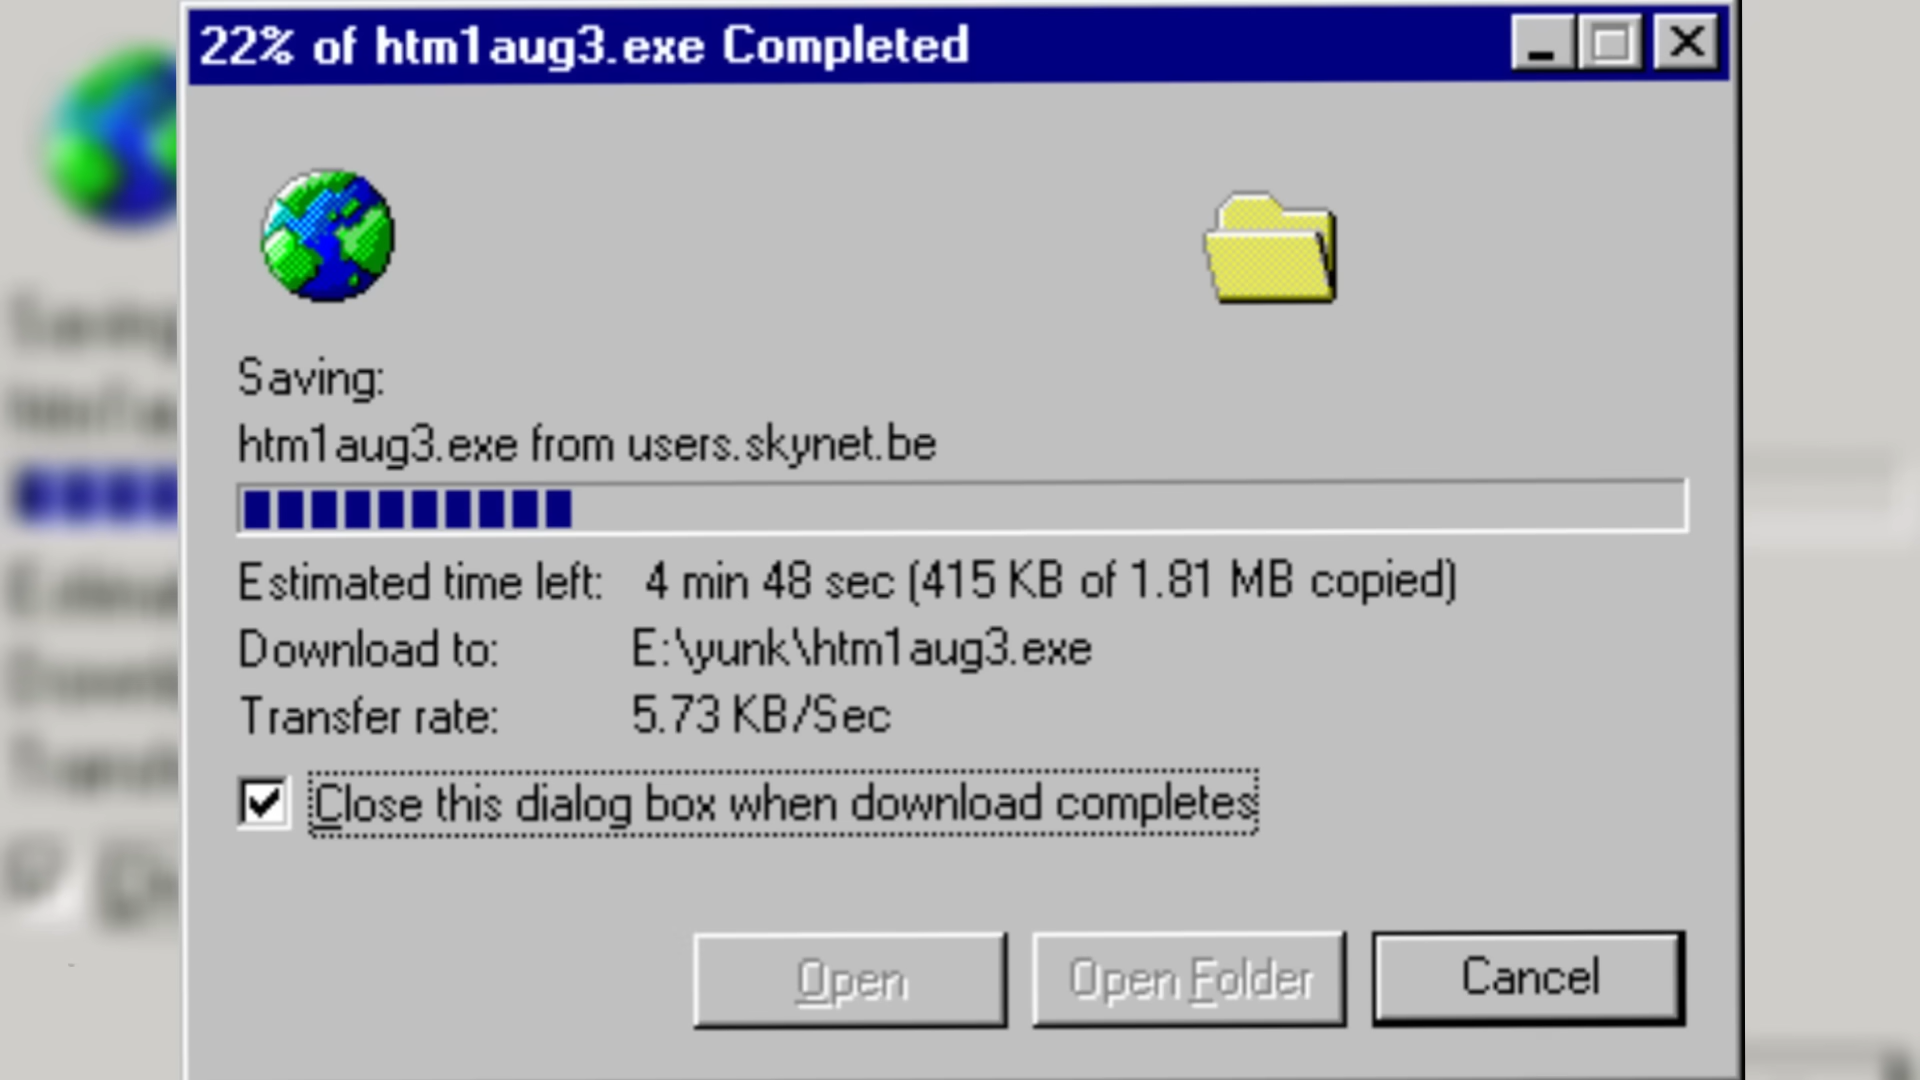 22% of htm1aug3.exe Completed
Saving:
htm1aug3.exe from users.skynet.be
Estimated time left: 4 min 48 sec (415 KB of 1.81 MB copied)
Download to: E:\yunk\htm1aug3.exe
Transfer rate: 5.73 KB/Sec
Close this dialog box when download completes
Open Open Folder Cancel